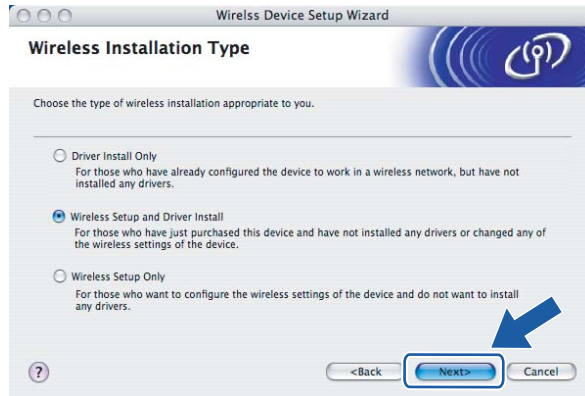 Wirelss Device Setup Wizard
Wireless Installation Type
Choose the type of wireless installation appropriate to you.
Driver Install Only
For those who have already configured the device to work in a wireless network, but have not
installed any drivers.
Wireless Setup and Driver Install
For those who have just purchased this device and have not installed any drivers or changed any of
the wireless settings of the device.
Wireless Setup Only
For those who want to configure the wireless settings of the device and do not want to install
any drivers.
? <Back Next> Cancel